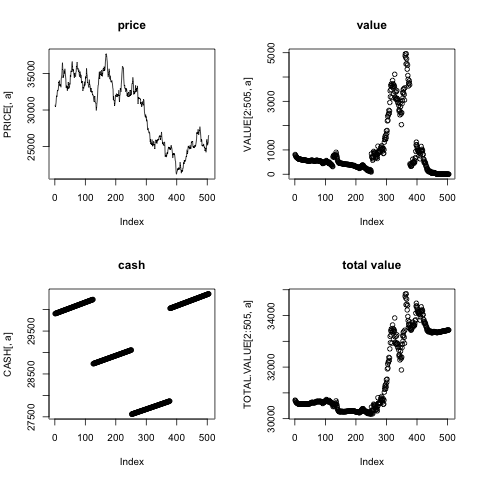 price
PRICE[, a]
35000
30000
25000
0 100 200 300 400 500
Index
value
VALUE[2:505, a]
5000
3000
1000
0
0 100 200 300 400 500
Index
cash
CASH[, a]
29500
28500
27500
0 100 200 300 400 500
Index
total value
TOTAL.VALUE[2:505, a]
34000
32000
30000
0 100 200 300 400 500
Index